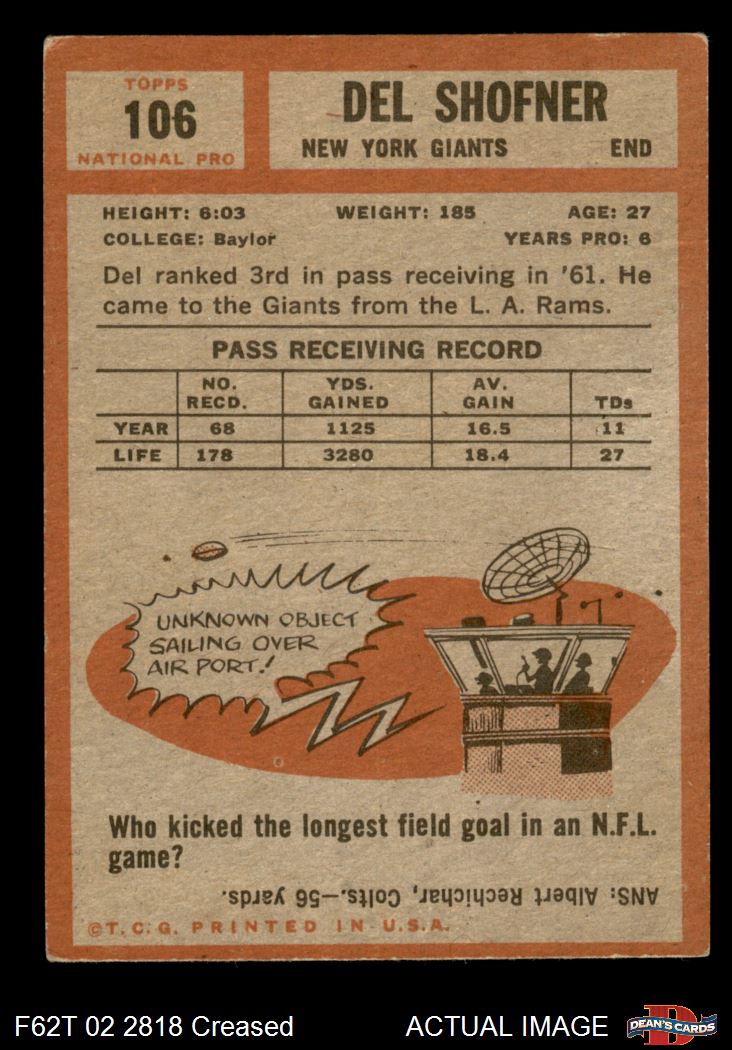 TOPPS
106
NATIONAL PRO
DEL SHOFNER
NEW YORK GIANTS END
HEIGHT: 6:03 WEIGHT: 185 AGE: 27
COLLEGE: Baylor YEARS PRO: 6
Del ranked 3rd in pass receiving in '61. He
came to the Giants from the L. A. Rams.
PASS RECEIVING RECORD
NO. YDS. AV.
RECD. GAINED GAIN TDs
YEAR 68 1125 16.5 11
LIFE 178 3280 18.4 27
UNKNOWN OBJECT
SAILING OVER
AIR PORT!
Who kicked the longest field goal in an N.F.L.
game?
ANS: Albert Rechichar, Colts.—56 yards.
©T.C.G. PRINTED IN U.S.A.
F62T 02 2818 Creased ACTUAL IMAGE
D
DEAN'S CARDS